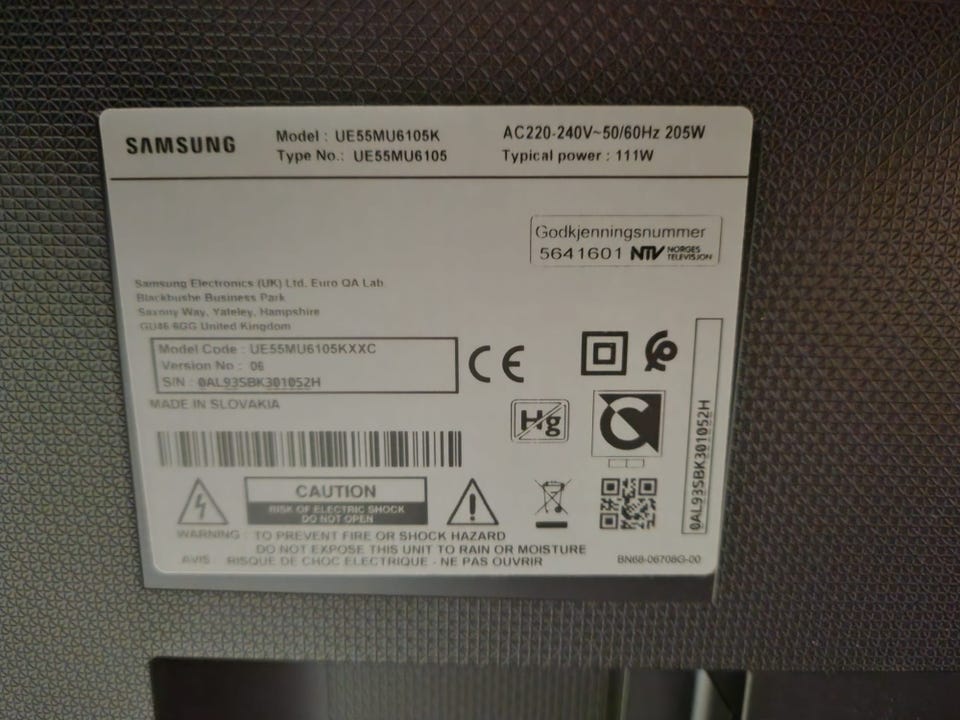 SAMSUNG
Model : UE55MU6105K
Type No.: UE55MU6105
AC220-240V~50/60Hz 205W
Typical power : 111W
Godkjenningsnummer
5641601 NTV NORGES TELEVISJON
Samsung Electronics (UK) Ltd. Euro QA Lab.
Blackbushe Business Park
Saxony Way, Yateley, Hampshire
GU46 6GG United Kingdom
Model Code : UE55MU6105KXXC
Version No : 06
S/N : 0AL93SBK301052H
MADE IN SLOVAKIA
CE
Hg
0AL93SBK301052H
CAUTION
RISK OF ELECTRIC SHOCK
DO NOT OPEN
WARNING : TO PREVENT FIRE OR SHOCK HAZARD
DO NOT EXPOSE THIS UNIT TO RAIN OR MOISTURE
AVIS : RISQUE DE CHOC ELECTRIQUE - NE PAS OUVRIR
BN68-06708G-00